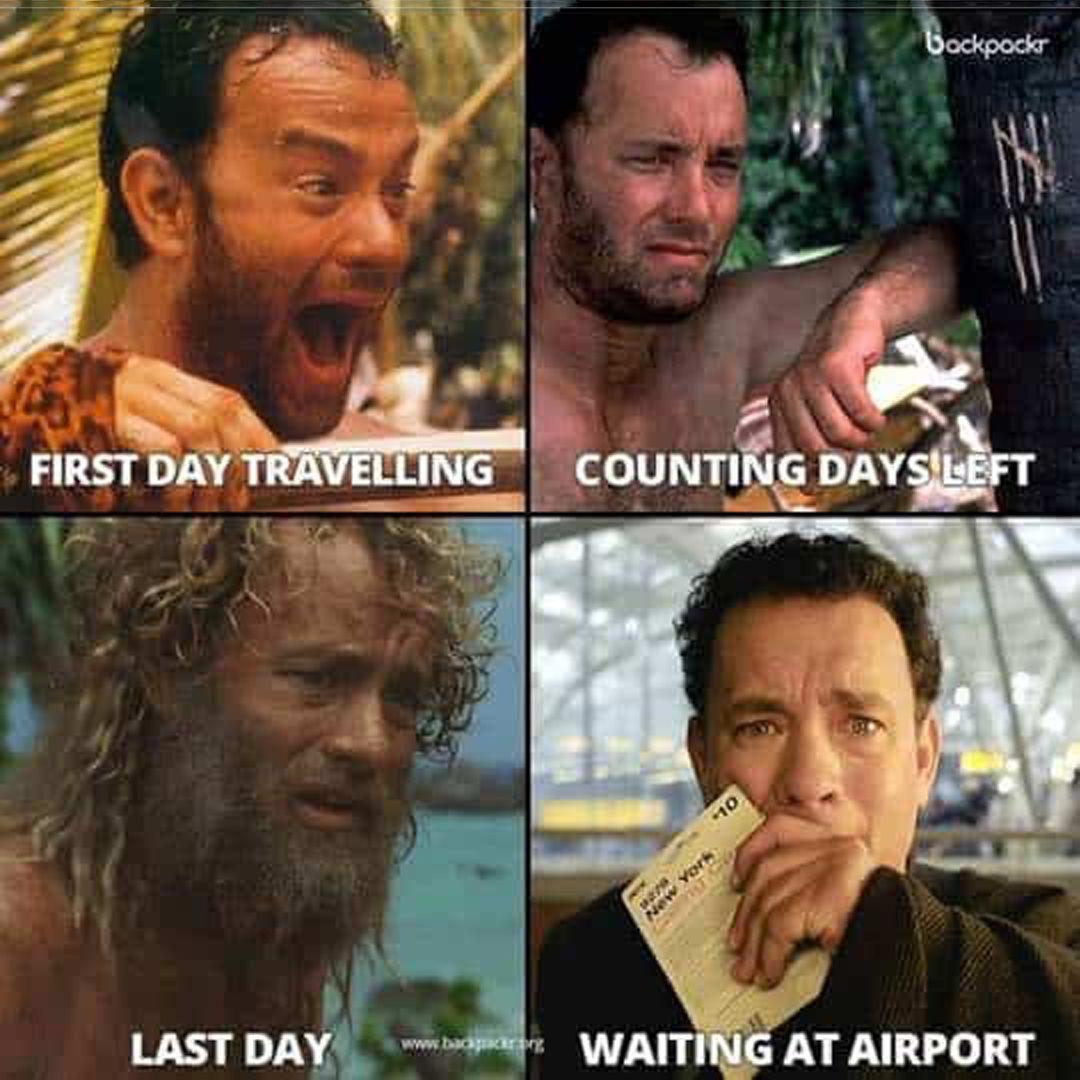 backpackr
FIRST DAY TRAVELLING
COUNTING DAYS LEFT
New York
LAST DAY
www.backpackr.org
WAITING AT AIRPORT